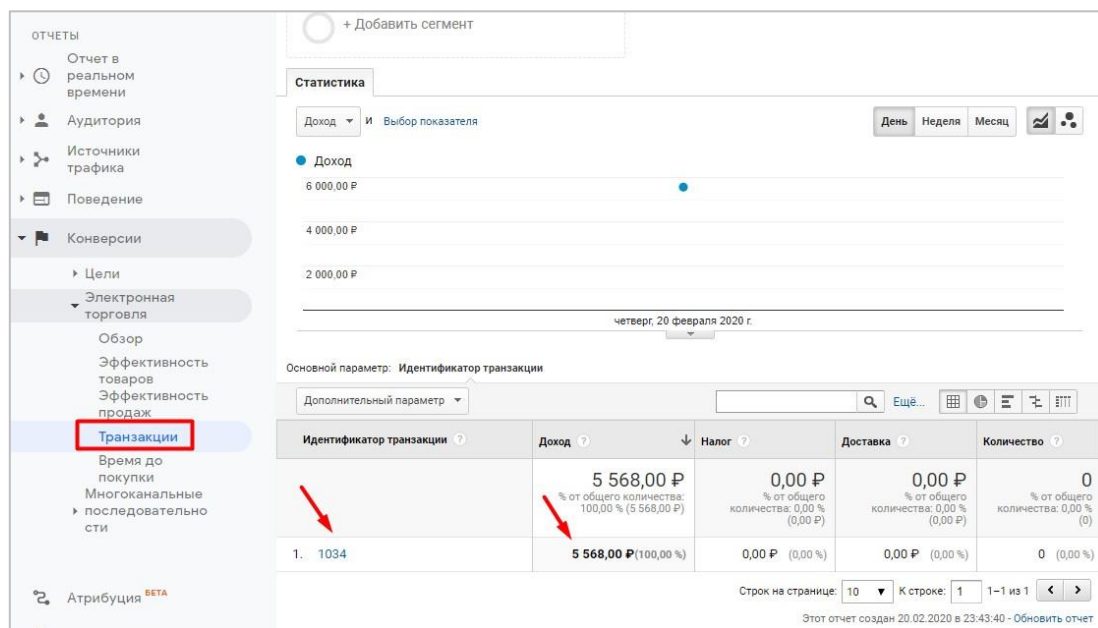 ОТЧЕТЫ
Отчет в
реальном
времени
Аудитория
Источники
трафика
Поведение
Конверсии
Цели
Электронная
торговля
Обзор
Эффективность
товаров
Эффективность
продаж
Транзакции
Время до
покупки
Многоканальные
последовательно
сти
Атрибуция БЕТА
+ Добавить сегмент
Статистика
Доход И Выбор показателя
День Неделя Месяц
Доход
6 000,00 ₽
4 000,00 ₽
2 000,00 ₽
четверг, 20 февраля 2020 г.
Основной параметр: Идентификатор транзакции
Дополнительный параметр
Ещё...
Идентификатор транзакции ? Доход ? Налог ? Доставка ? Количество ?
5 568,00 ₽ 0,00 ₽ 0,00 ₽ 0
% от общего количества: 100,00 % (5 568,00 ₽)
% от общего количества: 0,00 % (0,00 ₽)
% от общего количества: 0,00 % (0,00 ₽)
% от общего количества: 0,00 % (0)
1. 1034 5 568,00 ₽(100,00 %) 0,00 ₽ (0,00 %) 0,00 ₽ (0,00 %) 0 (0,00 %)
Строк на странице: 10 К строке: 1 1–1 из 1
Этот отчет создан 20.02.2020 в 23:43:40 - Обновить отчет